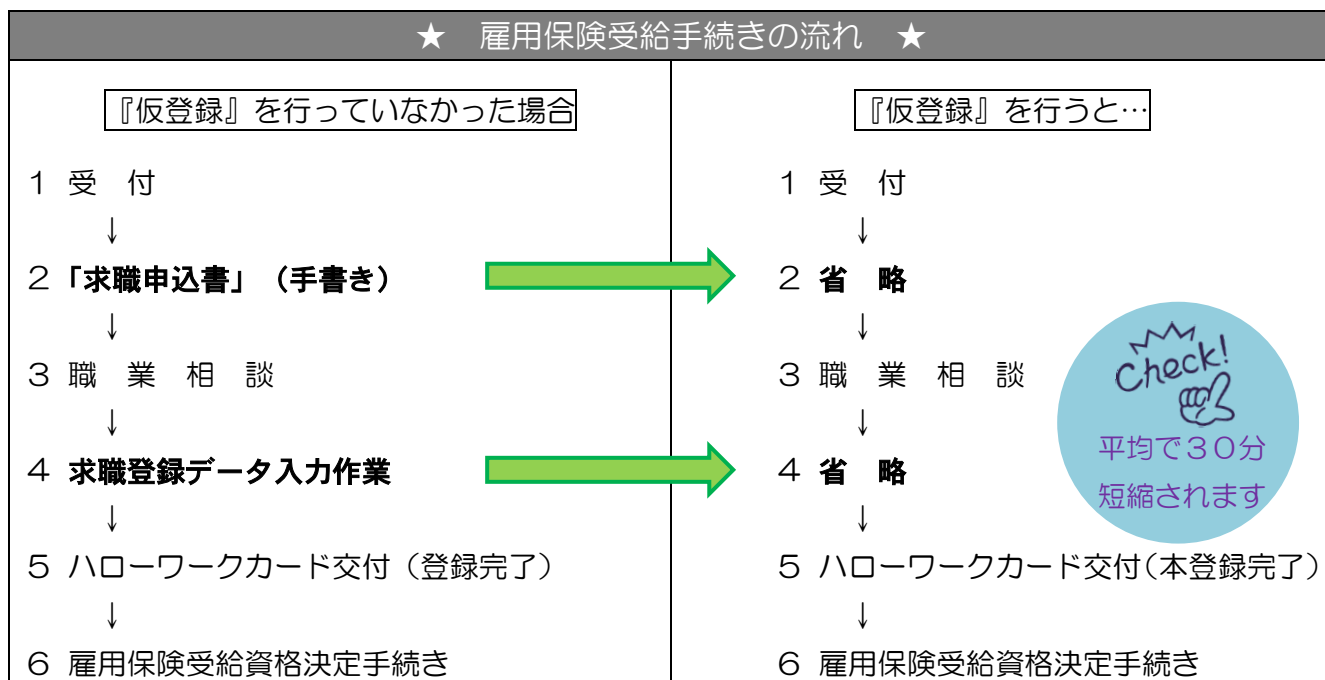 ★　雇用保険受給手続きの流れ　★
『仮登録』を行っていなかった場合
１ 受　付
↓
２「求職申込書」（手書き）
↓
３ 職　業　相　談
↓
４ 求職登録データ入力作業
↓
５ ハローワークカード交付（登録完了）
↓
６ 雇用保険受給資格決定手続き
『仮登録』を行うと…
１ 受　付
↓
２ 省　略
↓
３ 職　業　相　談
↓
４ 省　略
↓
５ ハローワークカード交付（本登録完了）
↓
６ 雇用保険受給資格決定手続き
Check!
平均で３０分
短縮されます